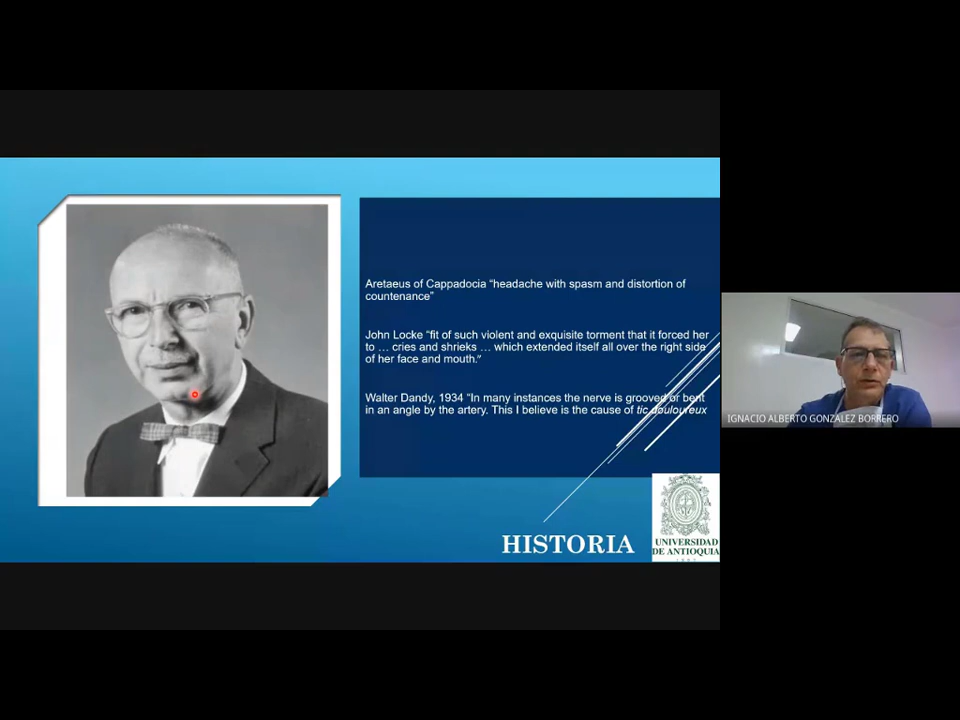 Aretaeus of Cappadocia “headache with spasm and distortion of
countenance”
John Locke “fit of such violent and exquisite torment that it forced her
to … cries and shrieks … which extended itself all over the right side
of her face and mouth.”
Walter Dandy, 1934 “In many instances the nerve is grooved or bent
in an angle by the artery. This I believe is the cause of tic douloureux
HISTORIA
UNIVERSIDAD
DE ANTIOQUIA
IGNACIO ALBERTO GONZALEZ BORRERO